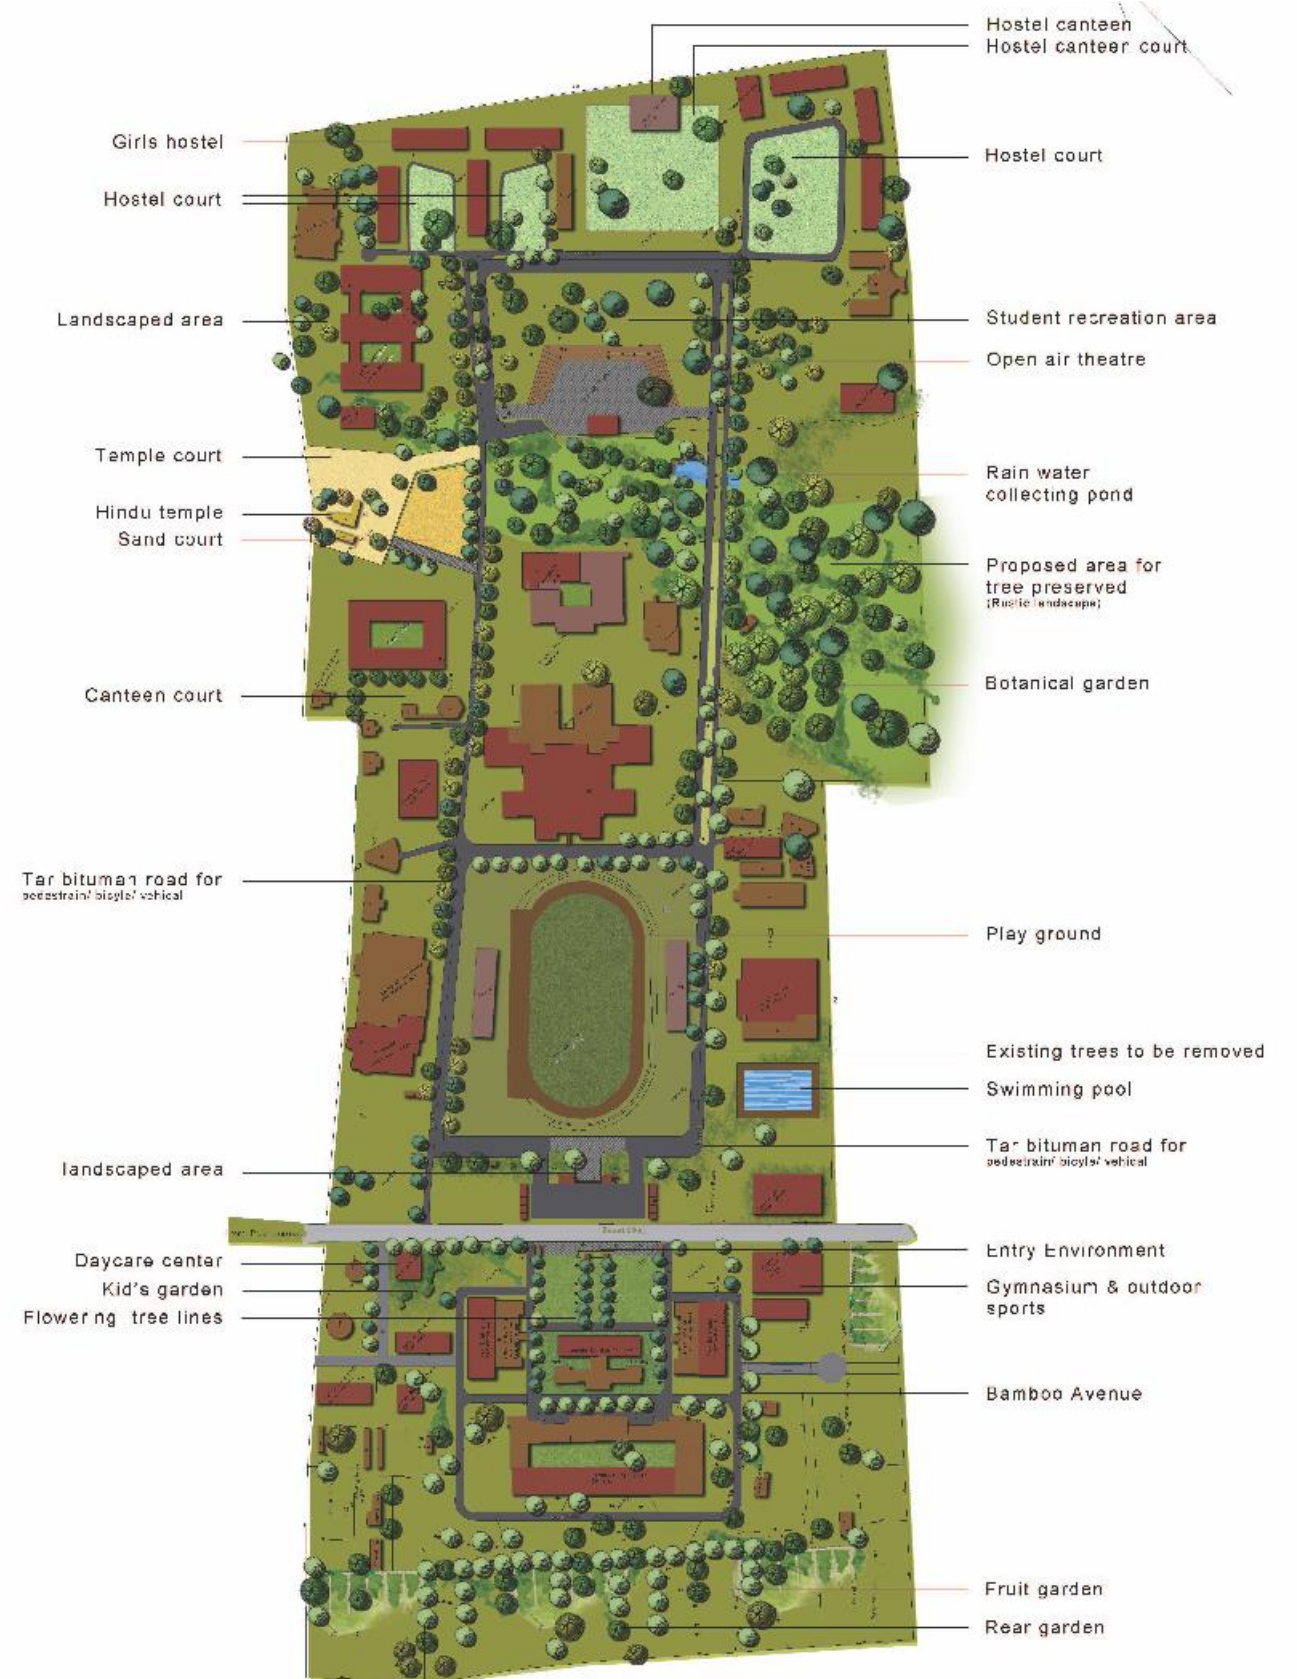 Hostel canteen
Hostel canteen court
Girls hostel
Hostel court
Hostel court
Landscaped area
Student recreation area
Open air theatre
Temple court
Rain water
collecting pond
Hindu temple
Sand court
Proposed area for
tree preserved
(Rustic landscape)
Canteen court
Botanical garden
Tar bituman road for
pedestrain/ bicyle/ vehical
Play ground
Existing trees to be removed
Swimming pool
Tar bituman road for
pedestrain/ bicyle/ vehical
landscaped area
Entry Environment
Daycare center
Kid's garden
Gymnasium & outdoor
sports
Flowering tree lines
Bamboo Avenue
Fruit garden
Rear garden